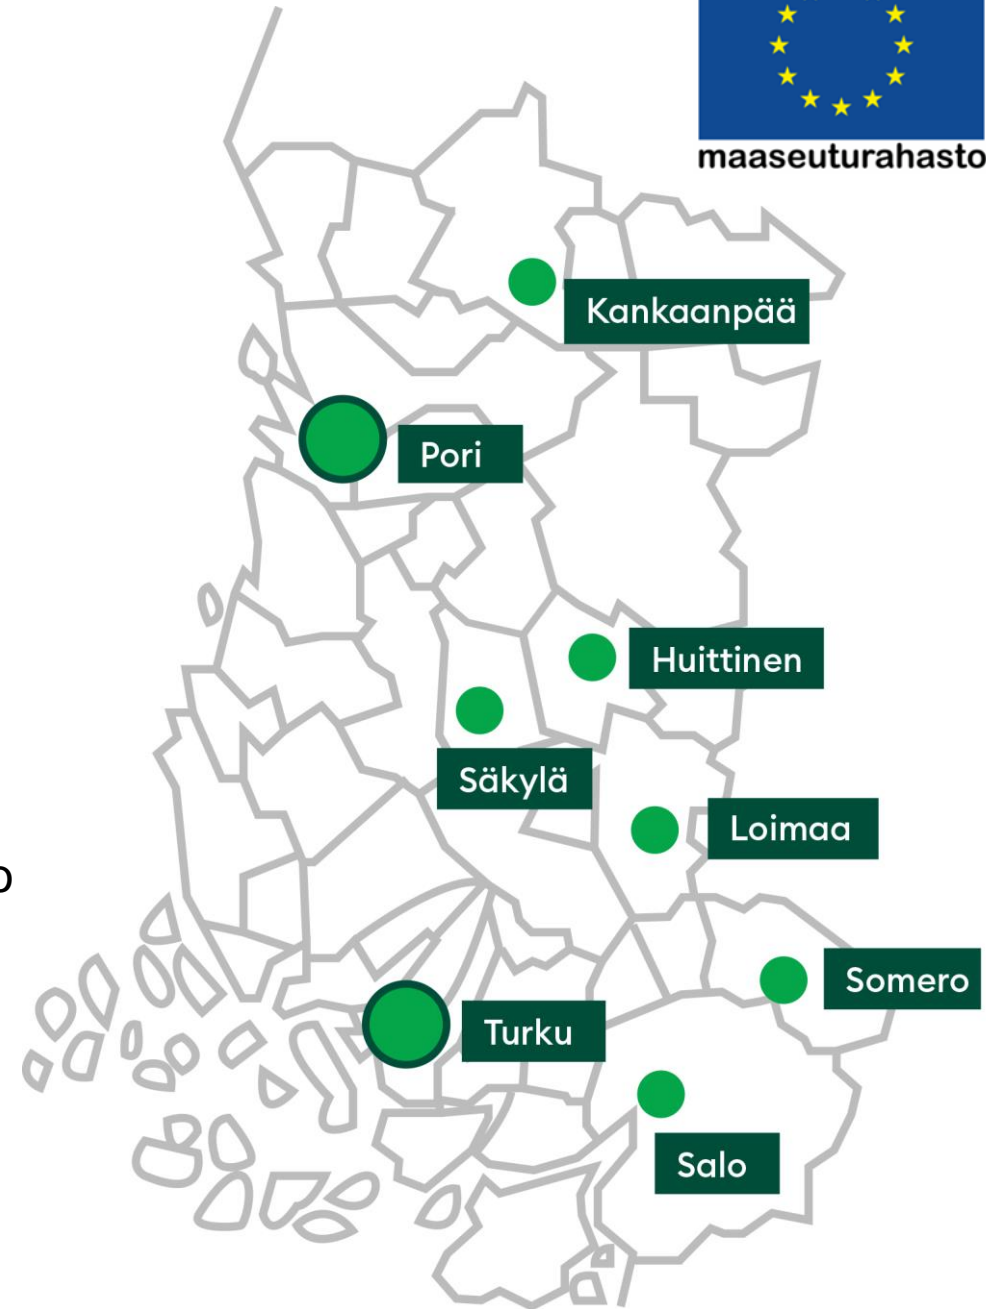 maaseuturahasto
Kankaanpää
Pori
Huittinen
Säkylä
Loimaa
o
Somero
Turku
Salo